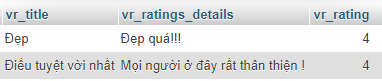 vr_title vr_ratings_details vr_rating
Đẹp Đẹp quá!!! 4
Điều tuyệt vời nhất Mọi người ở đây rất thân thiện ! 4